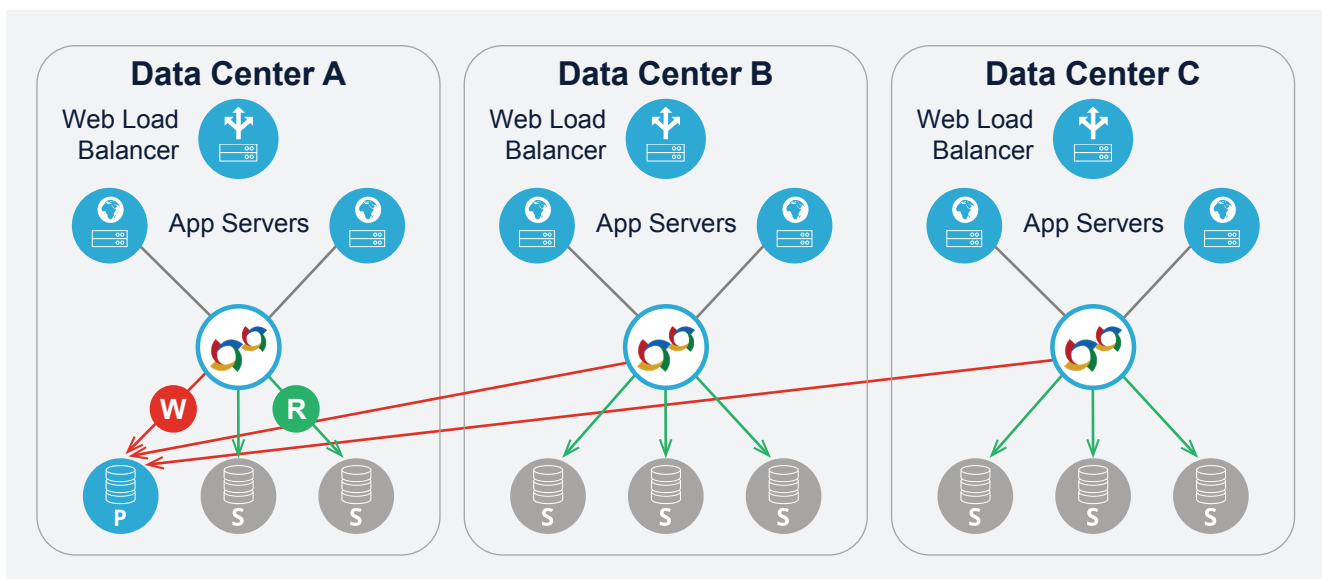 Data Center A
Web Load
Balancer
App Servers
W
R
P
S
S
Data Center B
Web Load
Balancer
App Servers
S
S
S
Data Center C
Web Load
Balancer
App Servers
S
S
S